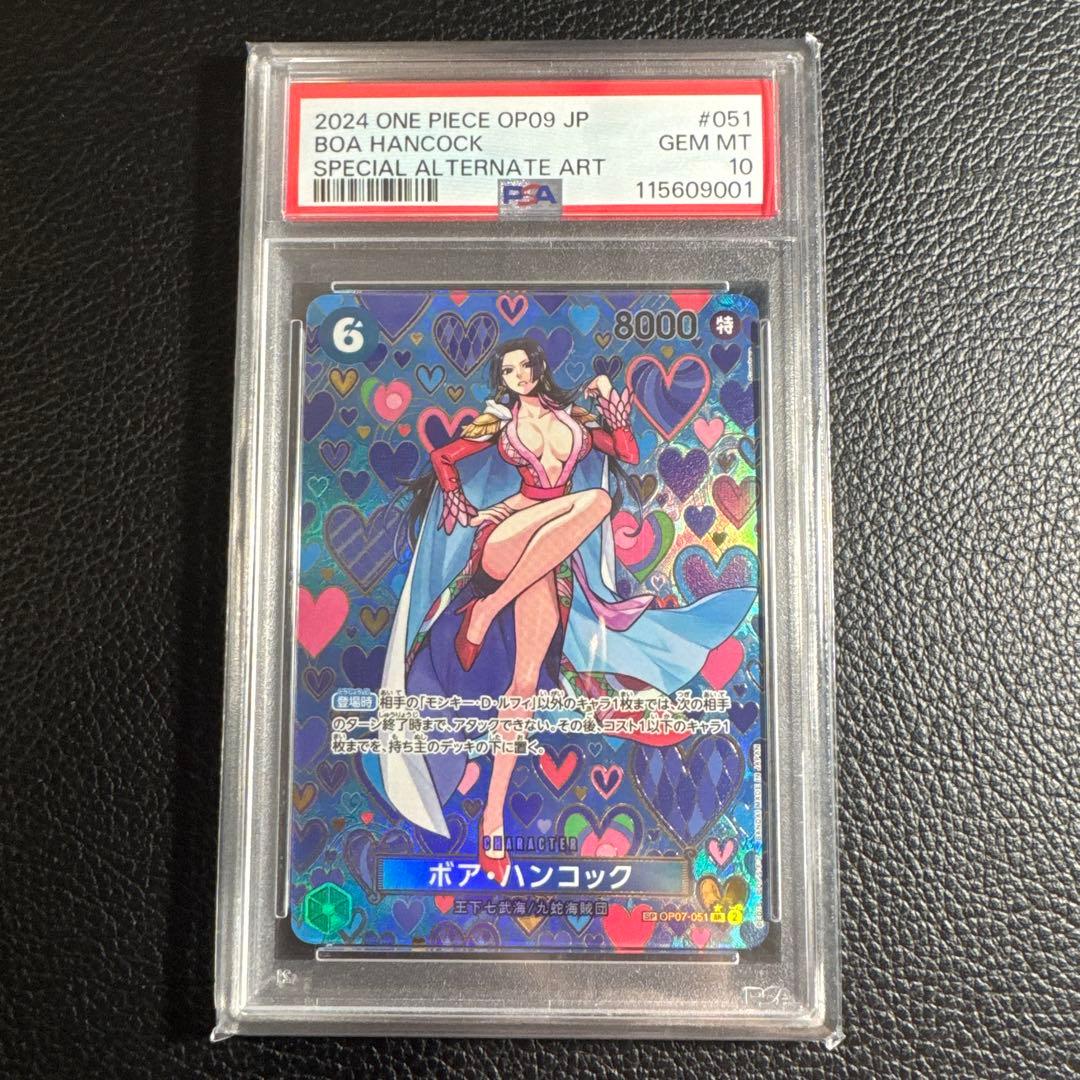 2024 ONE PIECE OP09 JP #051
BOA HANCOCK GEM MT
SPECIAL ALTERNATE ART 10
PSA 115609001
6 8000 特
登場時 相手の「モンキー・D・ルフィ」以外のキャラ1枚までは、次の相手
のターン終了時まで、アタックできない。その後、コスト1以下のキャラ1
枚までを、持ち主のデッキの下に置く。
CHARACTER
ボア・ハンコック
王下七武海/九蛇海賊団
SP OP07-051 SR 2
BANDAI MADE IN JAPAN